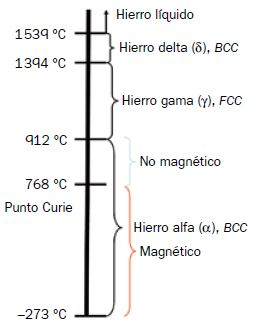 Hierro líquido
1539 °C
Hierro delta (δ), BCC
1394 °C
Hierro gama (γ), FCC
912 °C
No magnético
768 °C
Punto Curie
Hierro alfa (α), BCC
Magnético
–273 °C